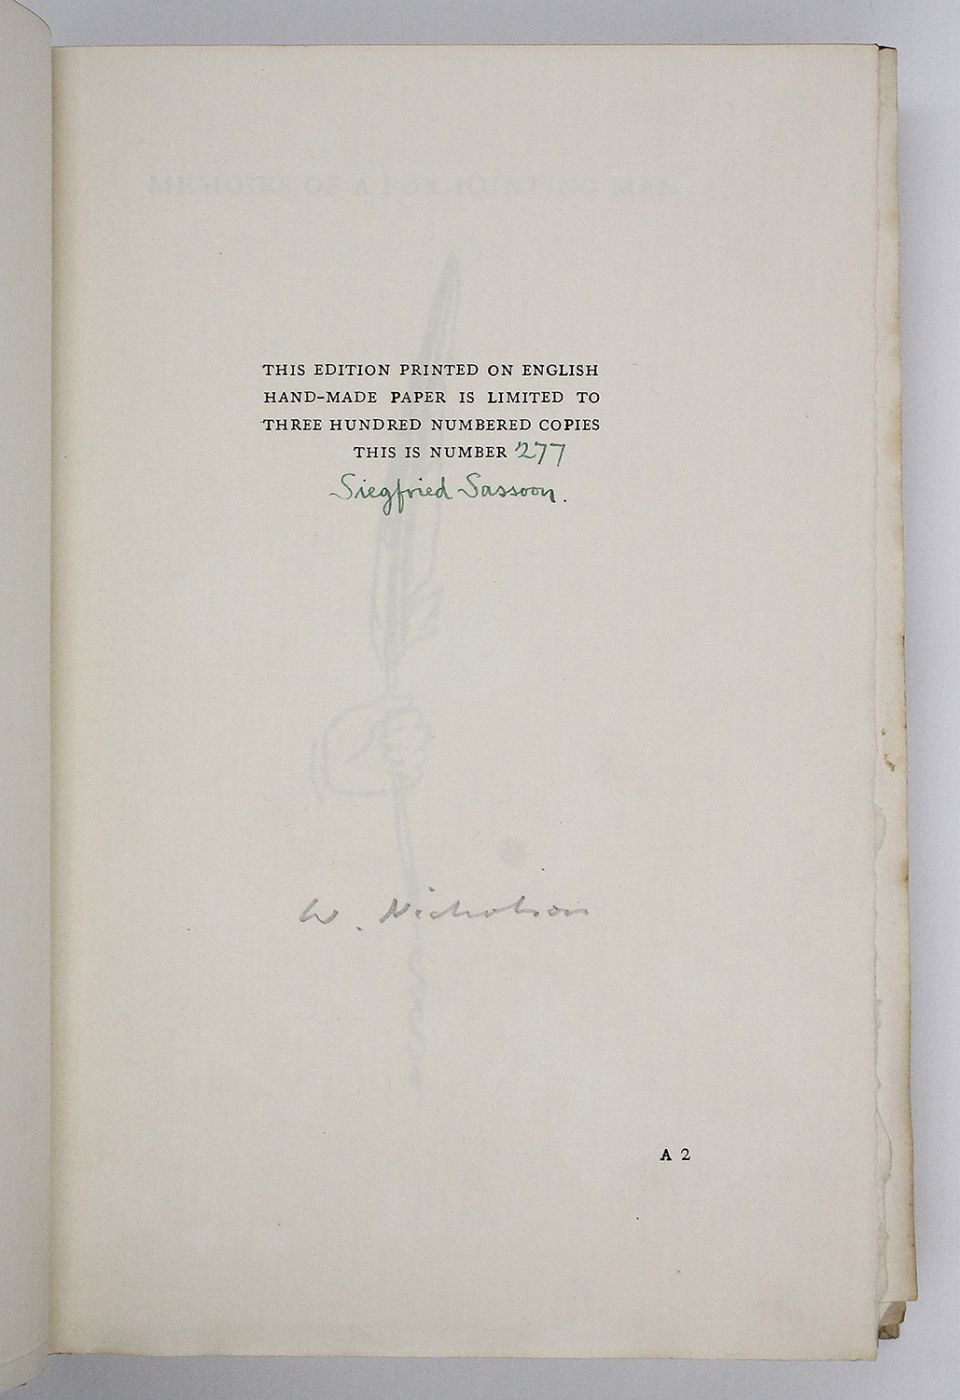 MEMOIRS OF A FOX-HUNTING MAN
THIS EDITION PRINTED ON ENGLISH
HAND-MADE PAPER IS LIMITED TO
THREE HUNDRED NUMBERED COPIES
THIS IS NUMBER 277
Siegfried Sassoon.
W. Nicholson
A 2